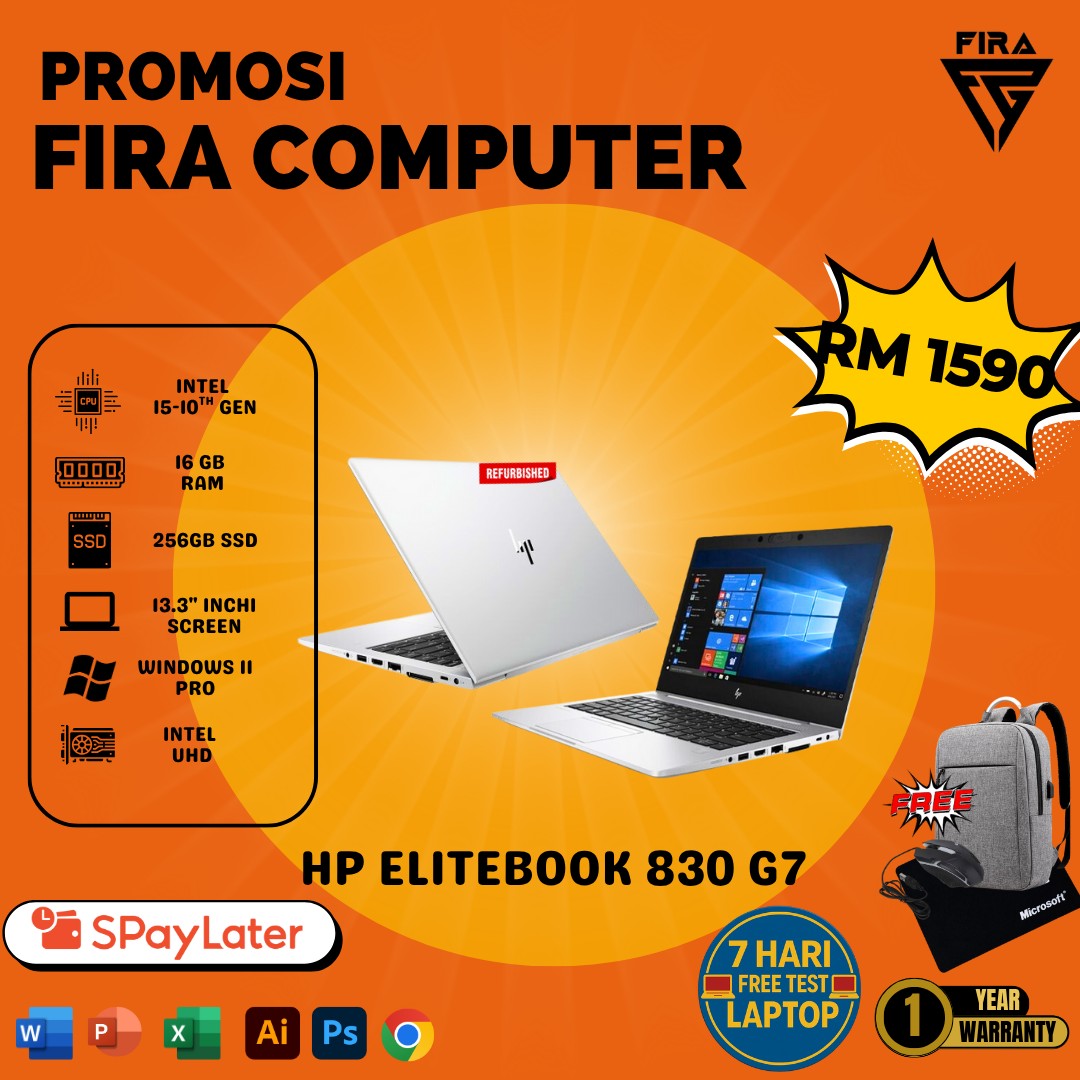 PROMOSI
FIRA COMPUTER
FIRA
RM 1590
CPU
INTEL
I5-10TH GEN
16 GB
RAM
SSD
256GB SSD
13.3" INCHI
SCREEN
WINDOWS 11
PRO
INTEL
UHD
REFURBISHED
hp
hp
HP ELITEBOOK 830 G7
FREE
Microsoft
SPayLater
7 HARI
FREE TEST
LAPTOP
1
YEAR
WARRANTY
W
P
X
Ai
Ps